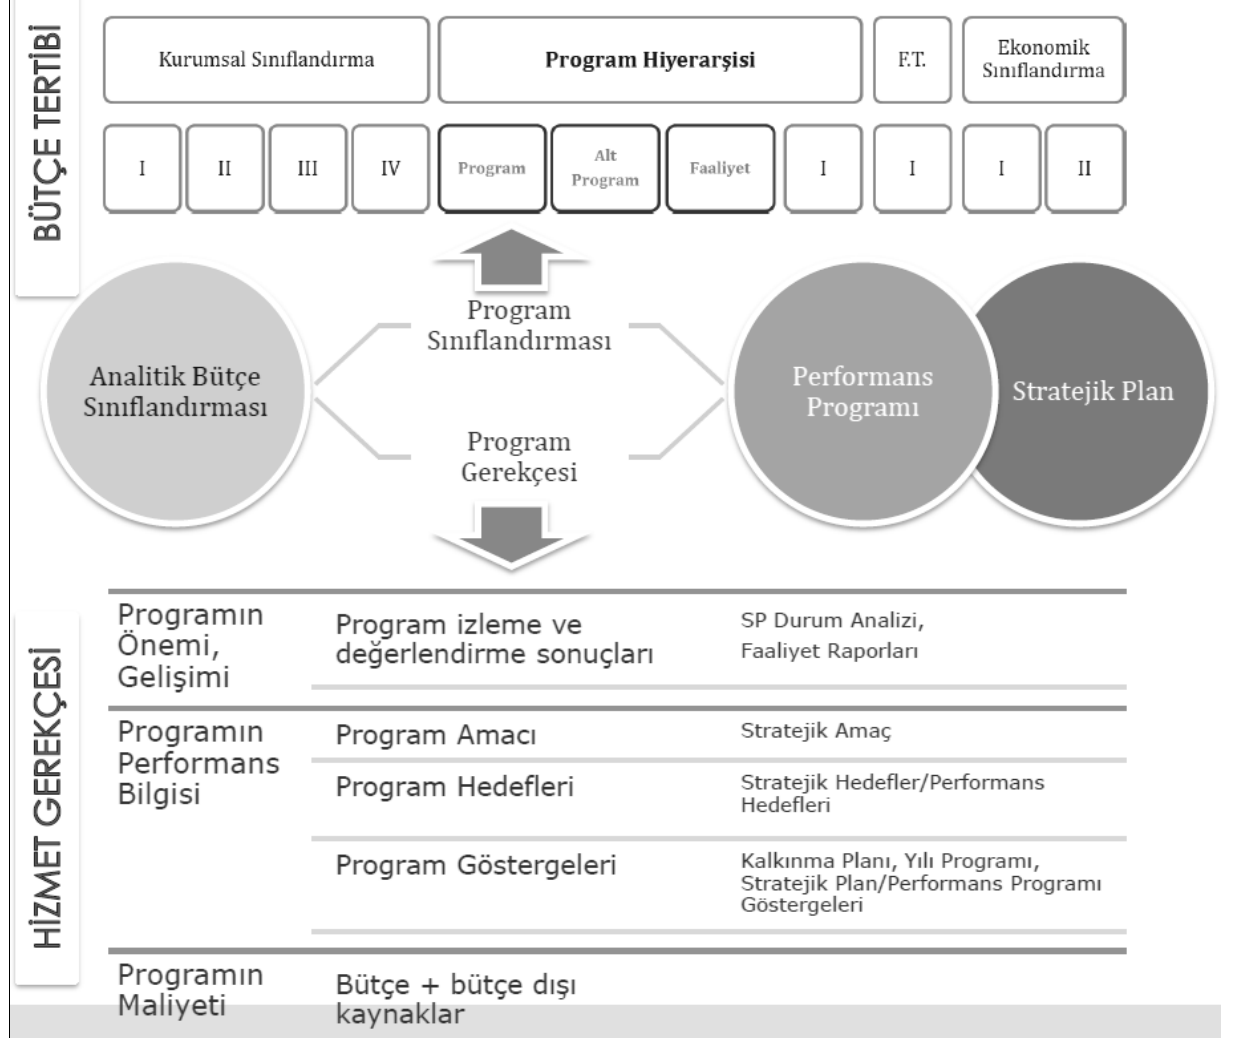 BÜTÇE TERTİBİ
Kurumsal Sınıflandırma
Program Hiyerarşisi
F.T.
Ekonomik
Sınıflandırma
I
II
III
IV
Program
Alt
Program
Faaliyet
I
I
I
II
Program
Sınıflandırması
Analitik Bütçe
Sınıflandırması
Performans
Programı
Stratejik Plan
Program
Gerekçesi
HİZMET GEREKÇESİ
Programın
Önemi,
Gelişimi
Program izleme ve
değerlendirme sonuçları
SP Durum Analizi,
Faaliyet Raporları
Programın
Performans
Bilgisi
Program Amacı
Stratejik Amaç
Program Hedefleri
Stratejik Hedefler/Performans
Hedefleri
Program Göstergeleri
Kalkınma Planı, Yılı Programı,
Stratejik Plan/Performans Programı
Göstergeleri
Programın
Maliyeti
Bütçe + bütçe dışı
kaynaklar